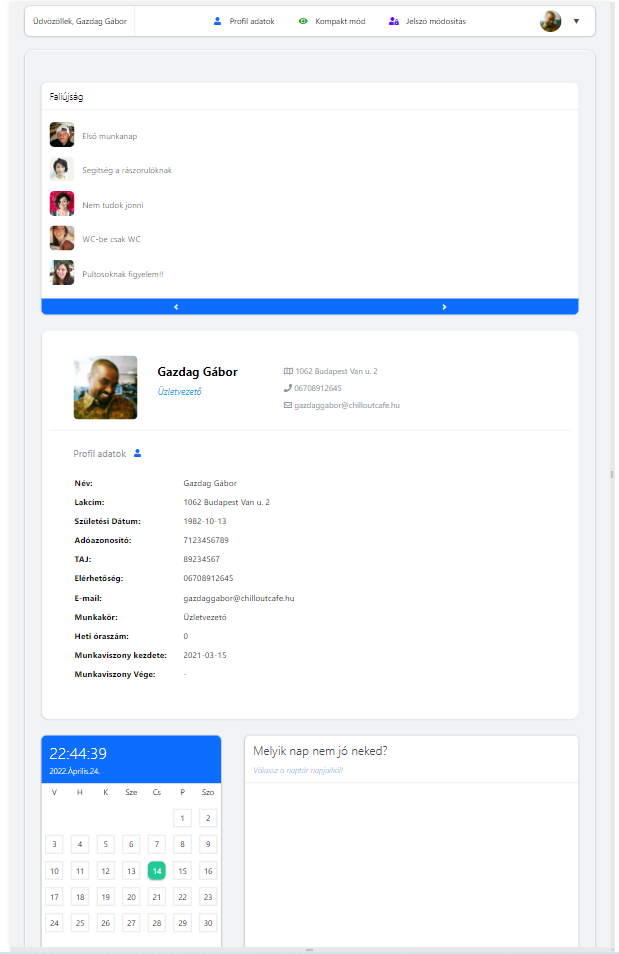 Üdvözöllek, Gazdag Gábor
Profil adatok
Kompakt mód
Jelszó módosítás
Faliújság
Első munkanap
Segítség a rászorulóknak
Nem tudok jönni
WC-be csak WC
Pultosoknak figyelem!!
Gazdag Gábor
Üzletvezető
1062 Budapest Van u. 2
06708912645
gazdaggabor@chilloutcafe.hu
Profil adatok
Név: Gazdag Gábor
Lakcím: 1062 Budapest Van u. 2
Születési Dátum: 1982-10-13
Adóazonosító: 7123456789
TAJ: 89234567
Elérhetőség: 06708912645
E-mail: gazdaggabor@chilloutcafe.hu
Munkakör: Üzletvezető
Heti óraszám: 0
Munkaviszony kezdete: 2021-03-15
Munkaviszony Vége: -
22:44:39
2022.Április.24.
V H K Sze Cs P Szo
1 2
3 4 5 6 7 8 9
10 11 12 13 14 15 16
17 18 19 20 21 22 23
24 25 26 27 28 29 30
Melyik nap nem jó neked?
Válassz a naptár napjaiból!